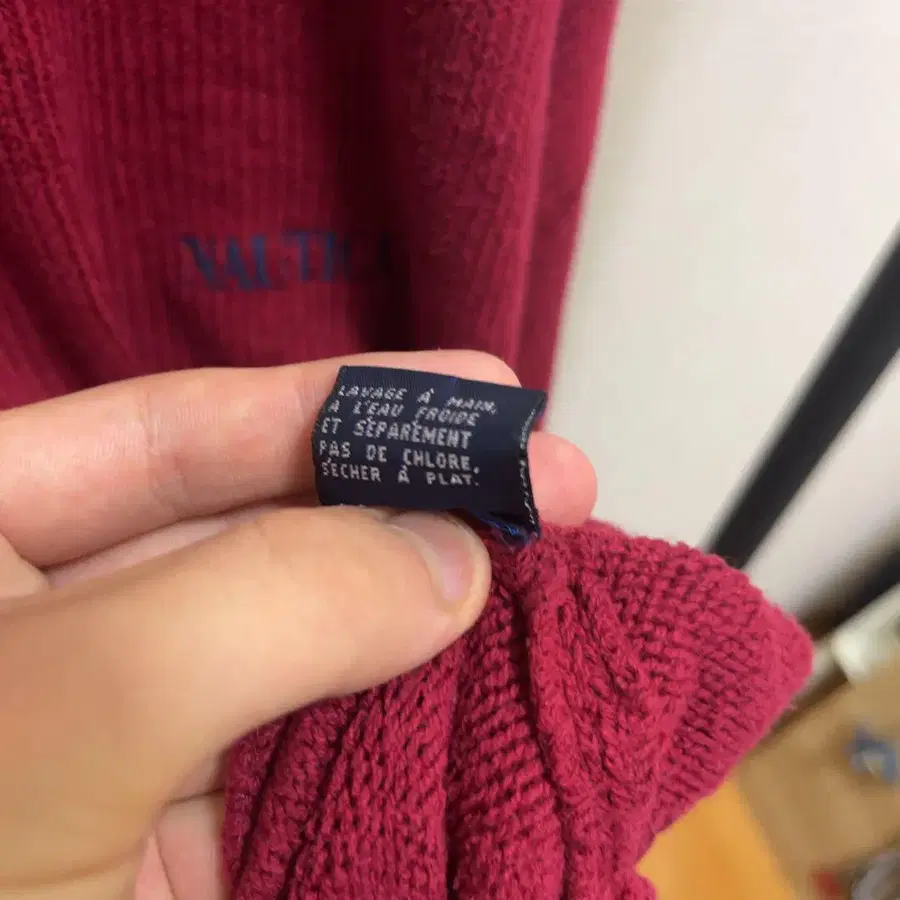 NAUTICA
LAVAGE À MAIN,
À L'EAU FROIDE
ET SÉPARÉMENT
PAS DE CHLORE.
SÉCHER À PLAT.